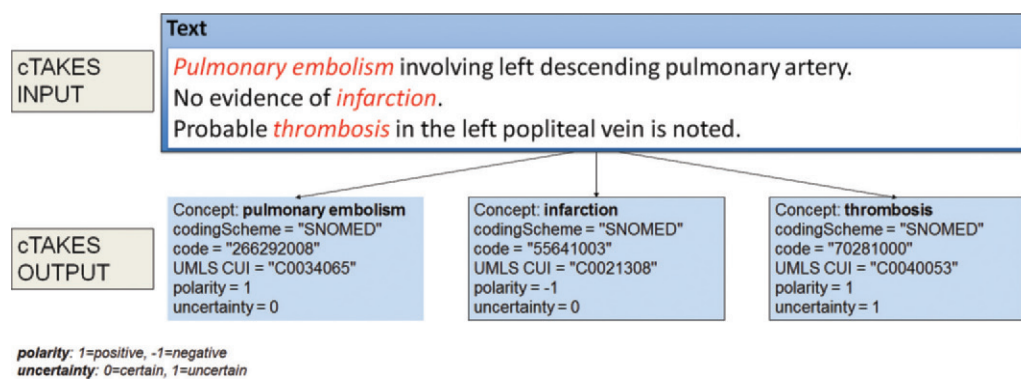 Text
cTAKES
INPUT
Pulmonary embolism involving left descending pulmonary artery.
No evidence of infarction.
Probable thrombosis in the left popliteal vein is noted.
cTAKES
OUTPUT
Concept: pulmonary embolism
codingScheme = "SNOMED"
code = "266292008"
UMLS CUI = "C0034065"
polarity = 1
uncertainty = 0
Concept: infarction
codingScheme = "SNOMED"
code = "55641003"
UMLS CUI = "C0021308"
polarity = -1
uncertainty = 0
Concept: thrombosis
codingScheme = "SNOMED"
code = "70281000"
UMLS CUI = "C0040053"
polarity = 1
uncertainty = 1
polarity: 1=positive, -1=negative
uncertainty: 0=certain, 1=uncertain